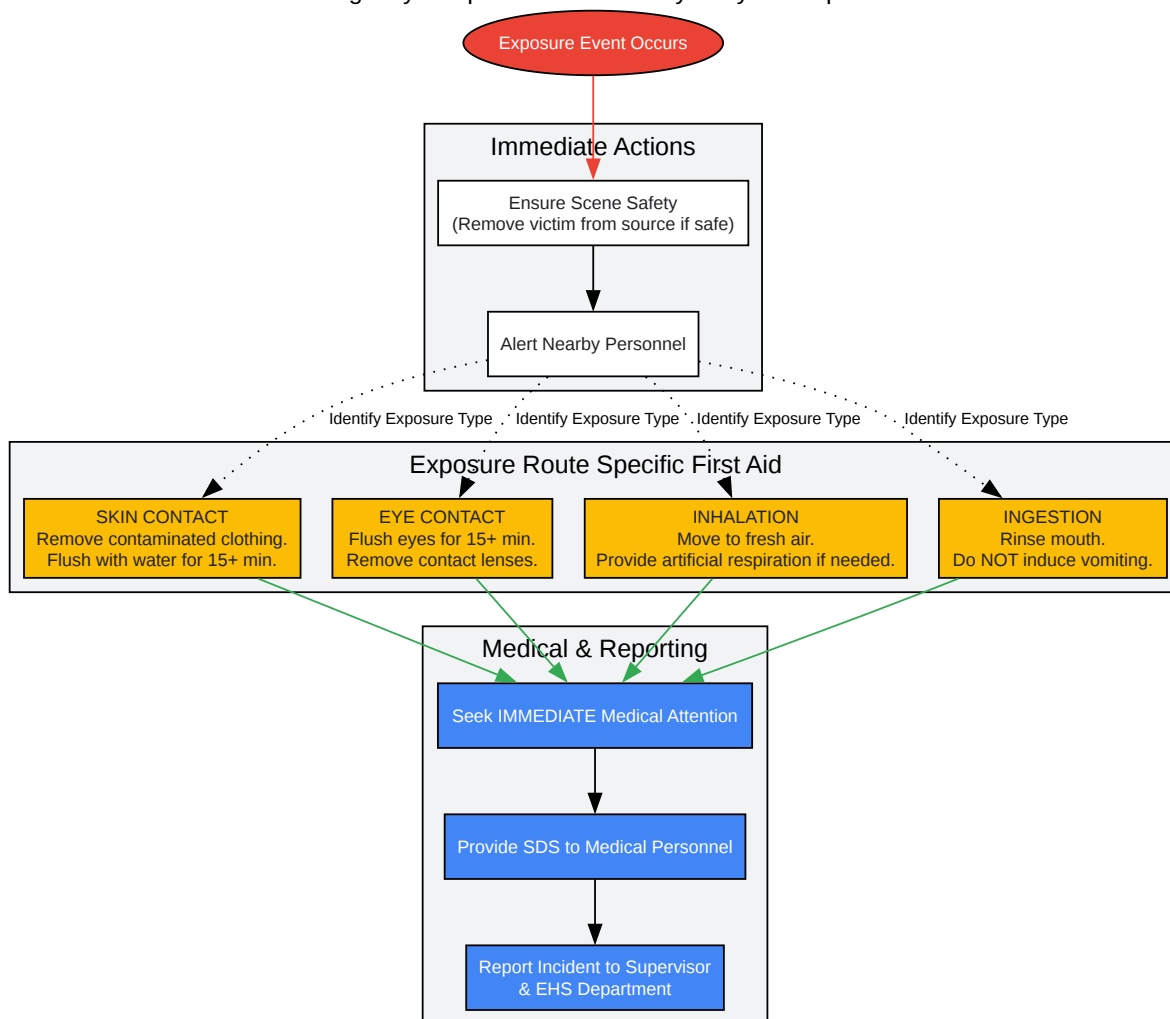 Exposure Event Occurs
Immediate Actions
Ensure Scene Safety
(Remove victim from source if safe)
Alert Nearby Personnel
Identify Exposure Type
Identify Exposure Type
Identify Exposure Type
Identify Exposure Type
Exposure Route Specific First Aid
SKIN CONTACT
Remove contaminated clothing.
Flush with water for 15+ min.
EYE CONTACT
Flush eyes for 15+ min.
Remove contact lenses.
INHALATION
Move to fresh air.
Provide artificial respiration if needed.
INGESTION
Rinse mouth.
Do NOT induce vomiting.
Medical & Reporting
Seek IMMEDIATE Medical Attention
Provide SDS to Medical Personnel
Report Incident to Supervisor
& EHS Department